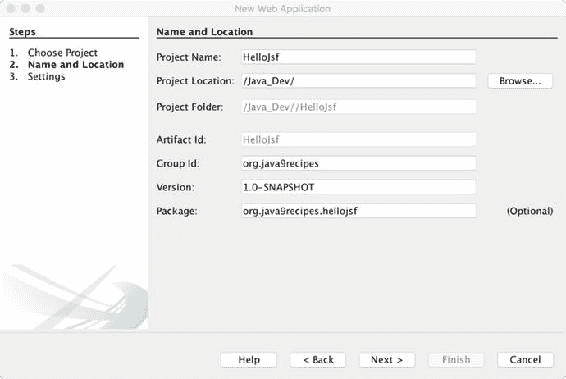 New Web Application
Steps
1. Choose Project
2. Name and Location
3. Settings
Name and Location
Project Name: HelloJsf
Project Location: /Java_Dev/ Browse...
Project Folder: /Java_Dev//HelloJsf
Artifact Id: HelloJsf
Group Id: org.java9recipes
Version: 1.0-SNAPSHOT
Package: org.java9recipes.hellojsf (Optional)
Help < Back Next > Finish Cancel